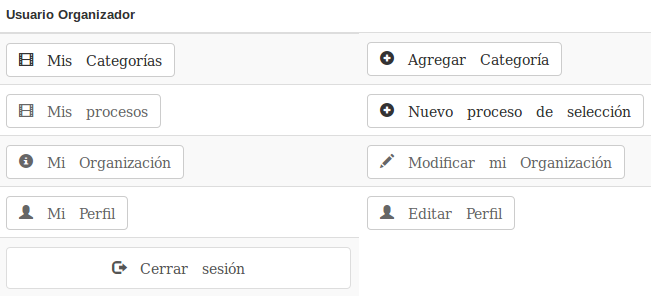 Usuario Organizador
Mis Categorías
Agregar Categoría
Mis procesos
Nuevo proceso de selección
Mi Organización
Modificar mi Organización
Mi Perfil
Editar Perfil
Cerrar sesión